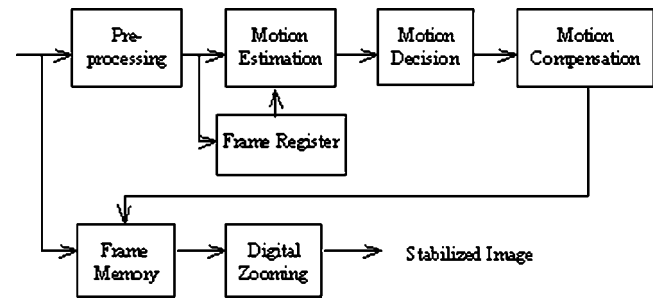 Pre-
processing
Motion
Estimation
Motion
Decision
Motion
Compensation
Frame Register
Frame
Memory
Digital
Zooming
Stabilized Image